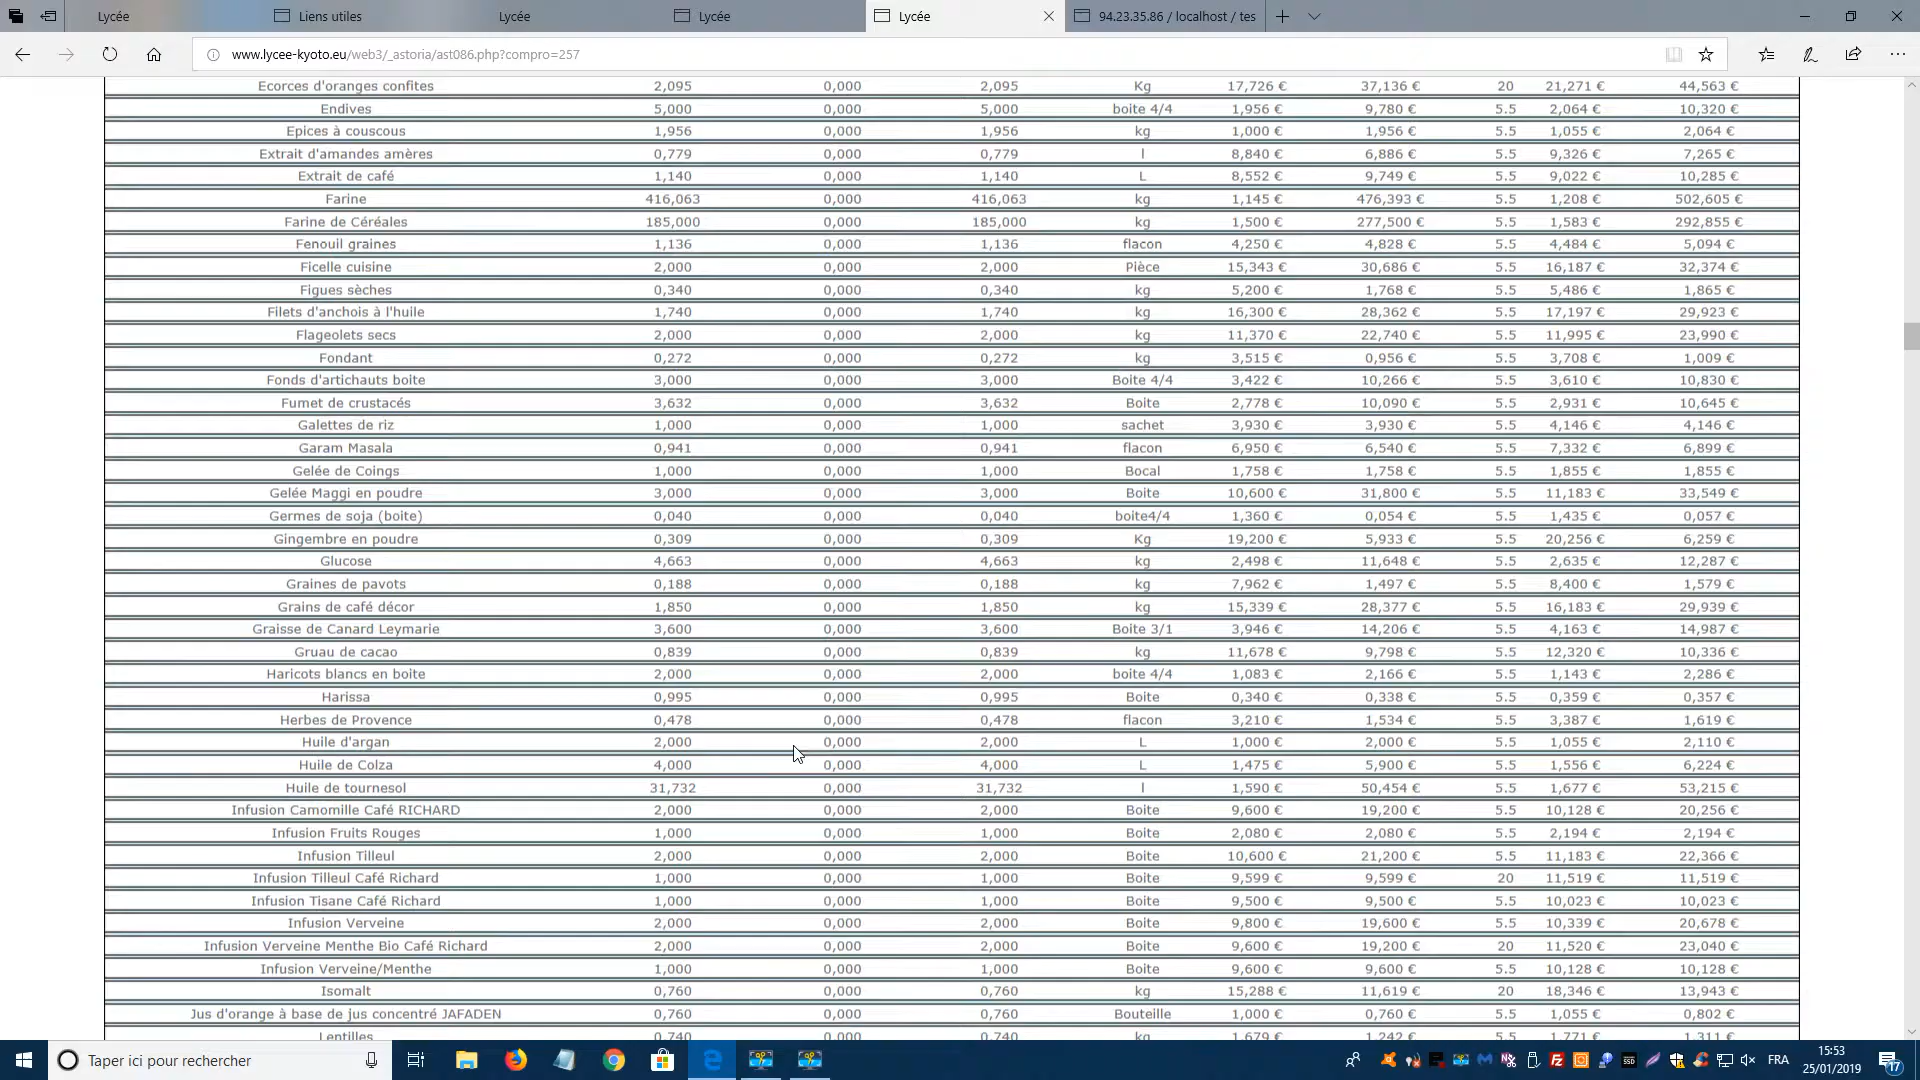 Lycée Liens utiles Lycée Lycée Lycée 94.23.35.86 / localhost / tes
www.lycee-kyoto.eu/web3/_astoria/ast086.php?compro=257
Ecorces d'oranges confites 2,095 0,000 2,095 Kg 17,726 € 37,136 € 20 21,271 € 44,563 €
Endives 5,000 0,000 5,000 boite 4/4 1,956 € 9,780 € 5.5 2,064 € 10,320 €
Epices à couscous 1,956 0,000 1,956 kg 1,000 € 1,956 € 5.5 1,055 € 2,064 €
Extrait d'amandes amères 0,779 0,000 0,779 l 8,840 € 6,886 € 5.5 9,326 € 7,265 €
Extrait de café 1,140 0,000 1,140 L 8,552 € 9,749 € 5.5 9,022 € 10,285 €
Farine 416,063 0,000 416,063 kg 1,145 € 476,393 € 5.5 1,208 € 502,605 €
Farine de Céréales 185,000 0,000 185,000 kg 1,500 € 277,500 € 5.5 1,583 € 292,855 €
Fenouil graines 1,136 0,000 1,136 flacon 4,250 € 4,828 € 5.5 4,484 € 5,094 €
Ficelle cuisine 2,000 0,000 2,000 Pièce 15,343 € 30,686 € 5.5 16,187 € 32,374 €
Figues sèches 0,340 0,000 0,340 kg 5,200 € 1,768 € 5.5 5,486 € 1,865 €
Filets d'anchois à l'huile 1,740 0,000 1,740 kg 16,300 € 28,362 € 5.5 17,197 € 29,923 €
Flageolets secs 2,000 0,000 2,000 kg 11,370 € 22,740 € 5.5 11,995 € 23,990 €
Fondant 0,272 0,000 0,272 kg 3,515 € 0,956 € 5.5 3,708 € 1,009 €
Fonds d'artichauts boite 3,000 0,000 3,000 Boite 4/4 3,422 € 10,266 € 5.5 3,610 € 10,830 €
Fumet de crustacés 3,632 0,000 3,632 Boite 2,778 € 10,090 € 5.5 2,931 € 10,645 €
Galettes de riz 1,000 0,000 1,000 sachet 3,930 € 3,930 € 5.5 4,146 € 4,146 €
Garam Masala 0,941 0,000 0,941 flacon 6,950 € 6,540 € 5.5 7,332 € 6,899 €
Gelée de Coings 1,000 0,000 1,000 Bocal 1,758 € 1,758 € 5.5 1,855 € 1,855 €
Gelée Maggi en poudre 3,000 0,000 3,000 Boite 10,600 € 31,800 € 5.5 11,183 € 33,549 €
Germes de soja (boite) 0,040 0,000 0,040 boite4/4 1,360 € 0,054 € 5.5 1,435 € 0,057 €
Gingembre en poudre 0,309 0,000 0,309 Kg 19,200 € 5,933 € 5.5 20,256 € 6,259 €
Glucose 4,663 0,000 4,663 kg 2,498 € 11,648 € 5.5 2,635 € 12,287 €
Graines de pavots 0,188 0,000 0,188 kg 7,962 € 1,497 € 5.5 8,400 € 1,579 €
Grains de café décor 1,850 0,000 1,850 kg 15,339 € 28,377 € 5.5 16,183 € 29,939 €
Graisse de Canard Leymarie 3,600 0,000 3,600 Boite 3/1 3,946 € 14,206 € 5.5 4,163 € 14,987 €
Gruau de cacao 0,839 0,000 0,839 kg 11,678 € 9,798 € 5.5 12,320 € 10,336 €
Haricots blancs en boite 2,000 0,000 2,000 boite 4/4 1,083 € 2,166 € 5.5 1,143 € 2,286 €
Harissa 0,995 0,000 0,995 Boite 0,340 € 0,338 € 5.5 0,359 € 0,357 €
Herbes de Provence 0,478 0,000 0,478 flacon 3,210 € 1,534 € 5.5 3,387 € 1,619 €
Huile d'argan 2,000 0,000 2,000 L 1,000 € 2,000 € 5.5 1,055 € 2,110 €
Huile de Colza 4,000 0,000 4,000 L 1,475 € 5,900 € 5.5 1,556 € 6,224 €
Huile de tournesol 31,732 0,000 31,732 l 1,590 € 50,454 € 5.5 1,677 € 53,215 €
Infusion Camomille Café RICHARD 2,000 0,000 2,000 Boite 9,600 € 19,200 € 5.5 10,128 € 20,256 €
Infusion Fruits Rouges 1,000 0,000 1,000 Boite 2,080 € 2,080 € 5.5 2,194 € 2,194 €
Infusion Tilleul 2,000 0,000 2,000 Boite 10,600 € 21,200 € 5.5 11,183 € 22,366 €
Infusion Tilleul Café Richard 1,000 0,000 1,000 Boite 9,599 € 9,599 € 20 11,519 € 11,519 €
Infusion Tisane Café Richard 1,000 0,000 1,000 Boite 9,500 € 9,500 € 5.5 10,023 € 10,023 €
Infusion Verveine 2,000 0,000 2,000 Boite 9,800 € 19,600 € 5.5 10,339 € 20,678 €
Infusion Verveine Menthe Bio Café Richard 2,000 0,000 2,000 Boite 9,600 € 19,200 € 20 11,520 € 23,040 €
Infusion Verveine/Menthe 1,000 0,000 1,000 Boite 9,600 € 9,600 € 5.5 10,128 € 10,128 €
Isomalt 0,760 0,000 0,760 kg 15,288 € 11,619 € 20 18,346 € 13,943 €
Jus d'orange à base de jus concentré JAFADEN 0,760 0,000 0,760 Bouteille 1,000 € 0,760 € 5.5 1,055 € 0,802 €
Lentilles 0,740 0,000 0,740 kg 1,679 € 1,242 € 5.5 1,771 € 1,311 €
Taper ici pour rechercher FRA 15:53
25/01/2019 17